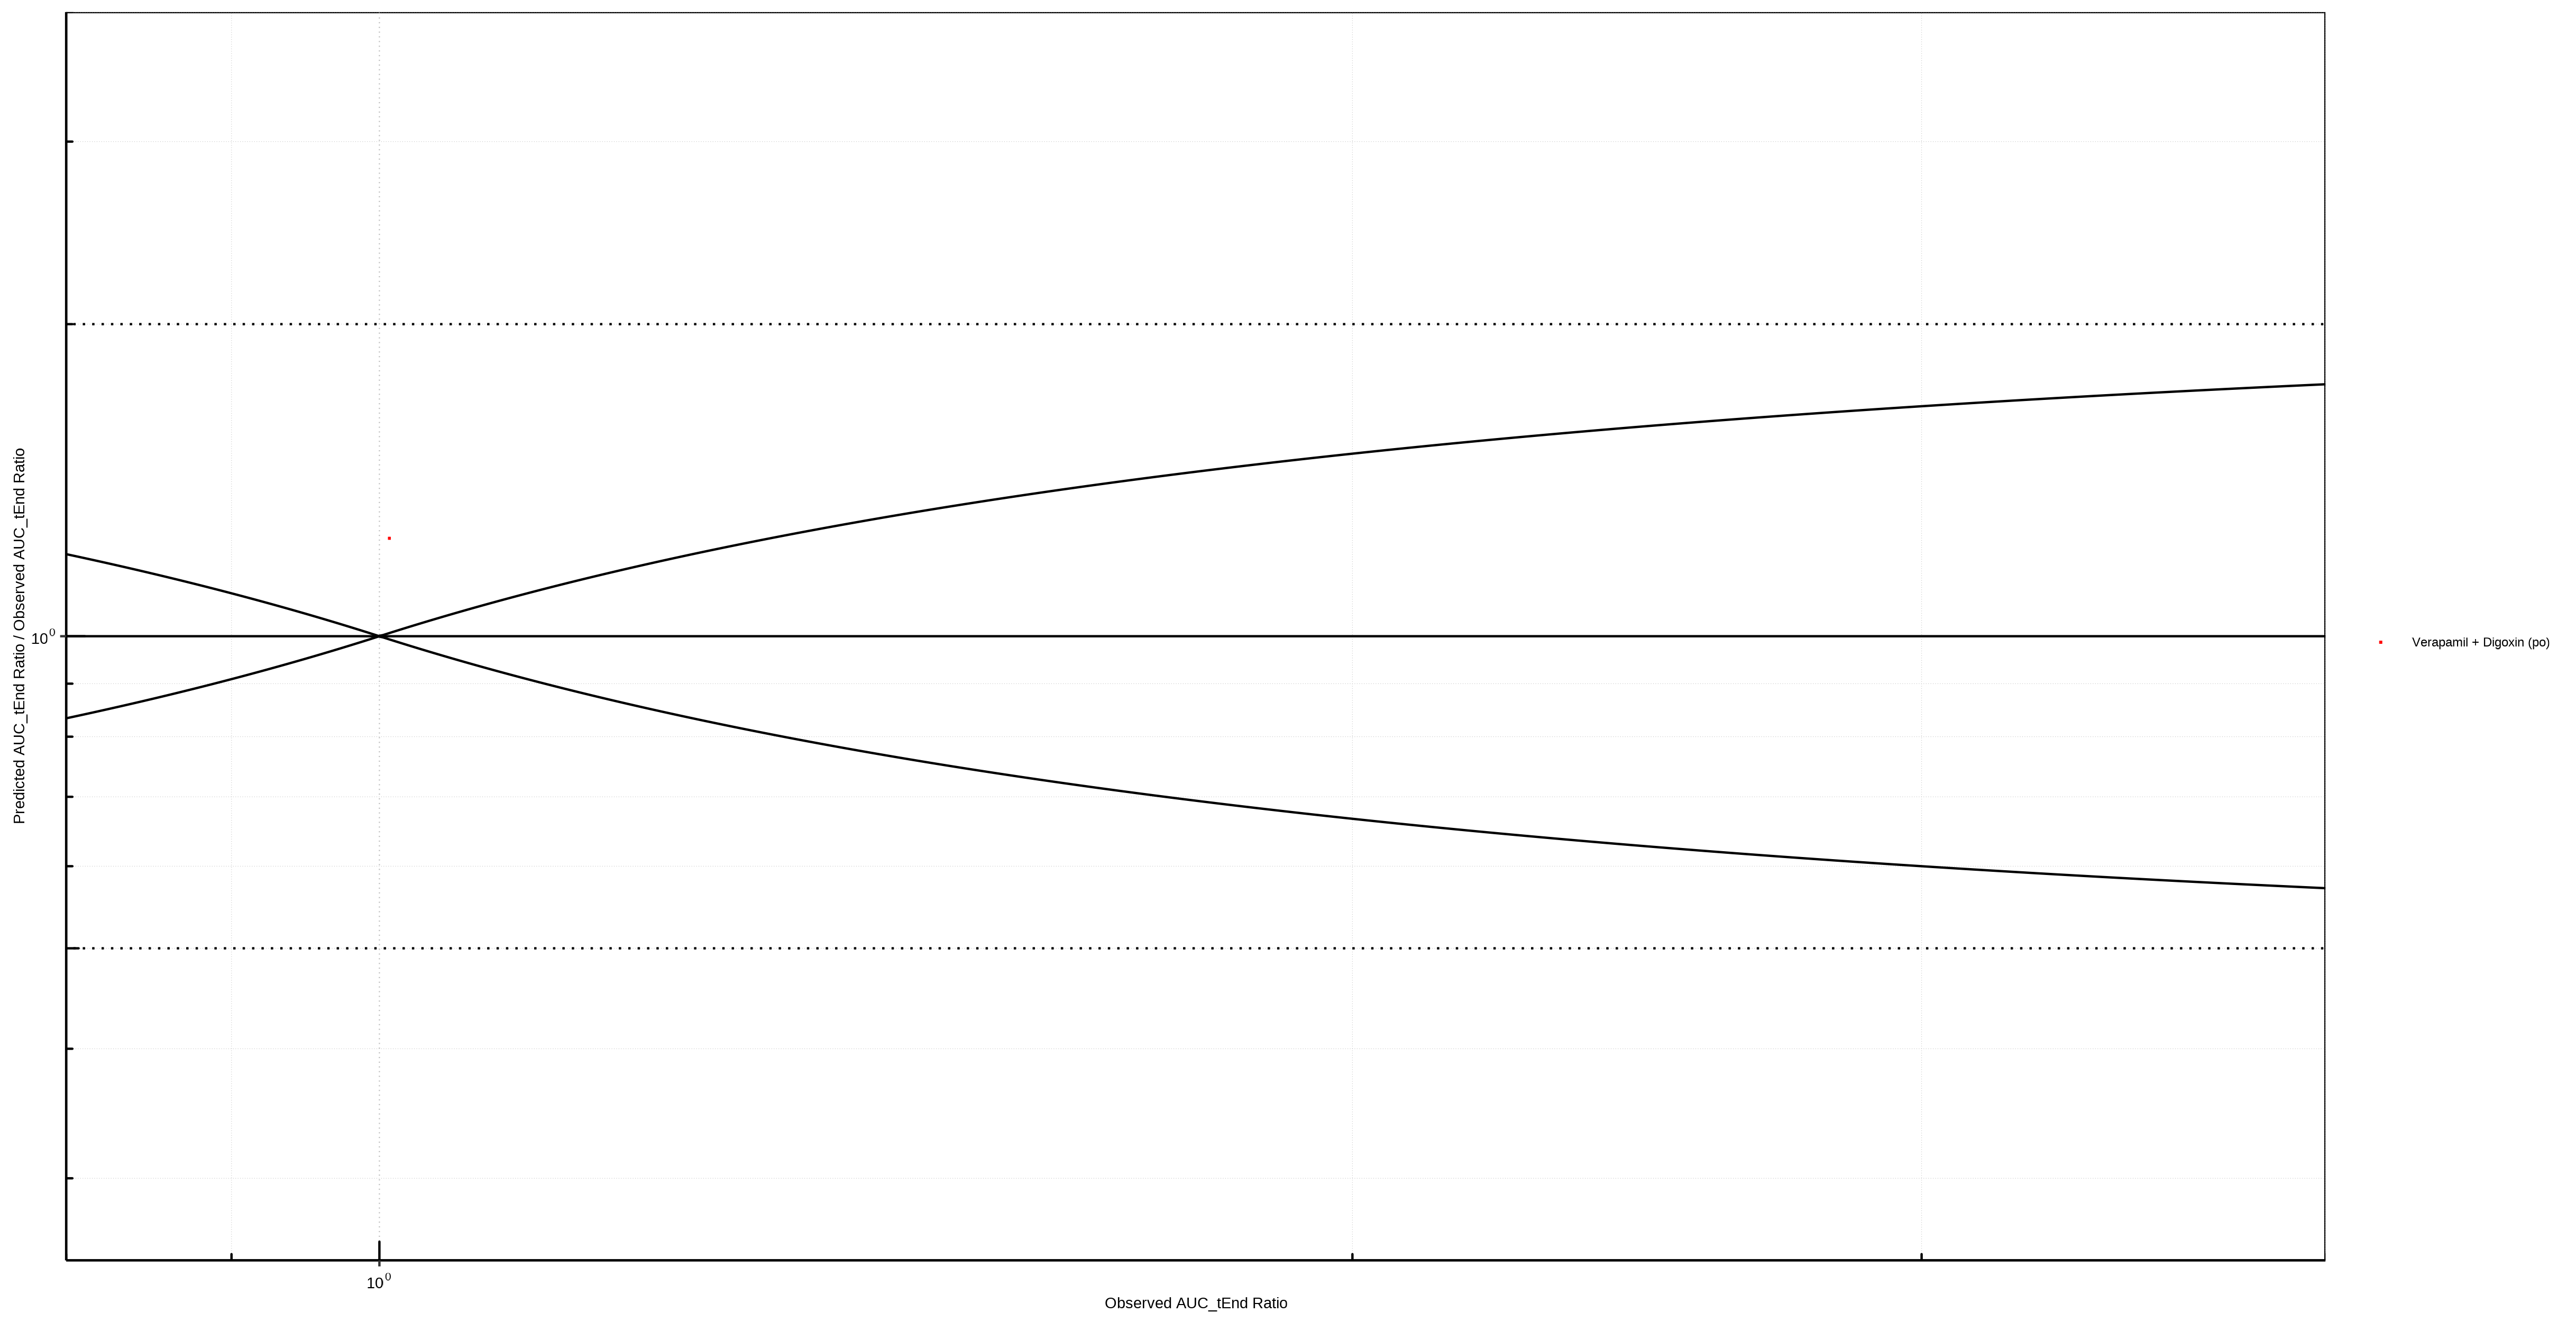 Predicted AUC_tEnd Ratio / Observed AUC_tEnd Ratio
10⁰
10⁰
Observed AUC_tEnd Ratio
Verapamil + Digoxin (po)